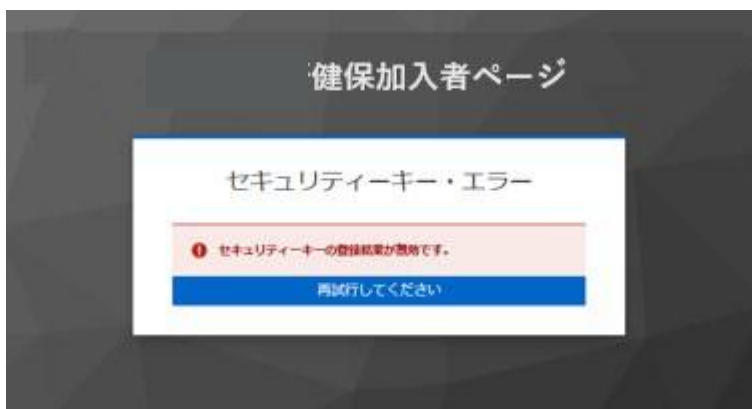 健保加入者ページ
セキュリティーキー・エラー
セキュリティーキーの登録結果が無効です。
再試行してください